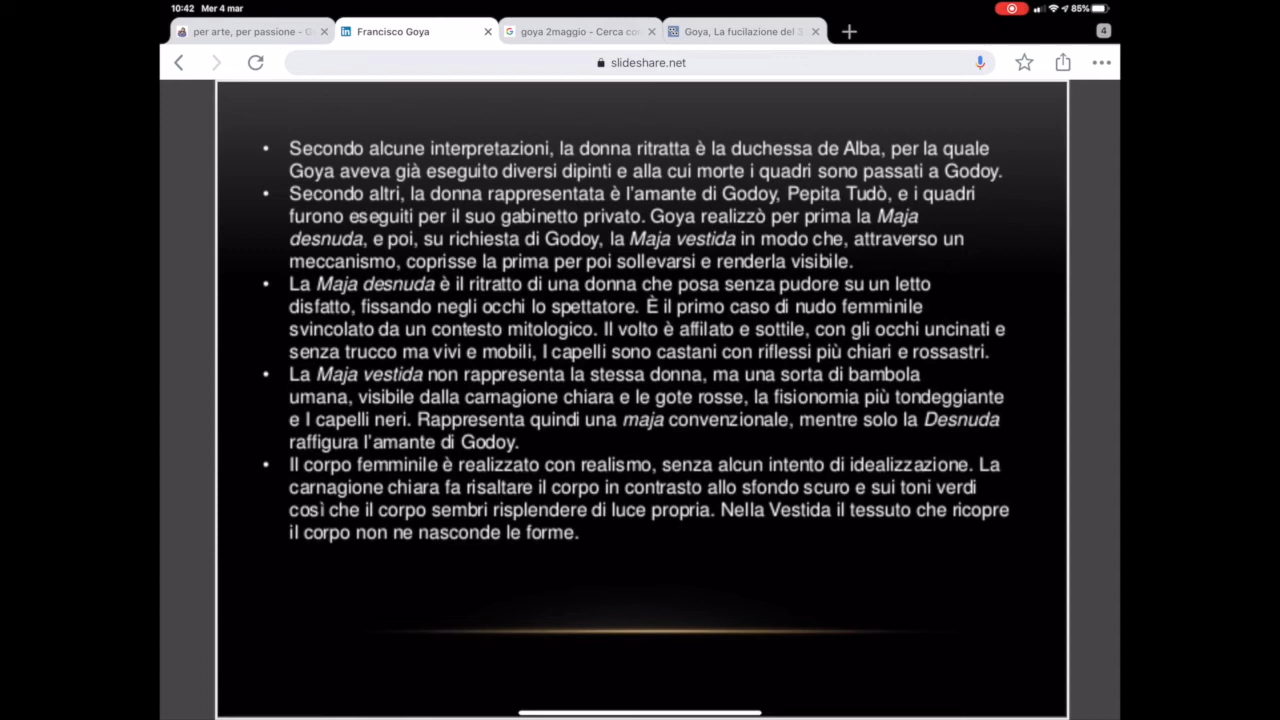 10:42 Mer 4 mar
85%
per arte, per passione - G
Francisco Goya
goya 2maggio - Cerca co
Goya, La fucilazione del 3
4
slideshare.net
• Secondo alcune interpretazioni, la donna ritratta è la duchessa de Alba, per la quale
Goya aveva già eseguito diversi dipinti e alla cui morte i quadri sono passati a Godoy.
• Secondo altri, la donna rappresentata è l'amante di Godoy, Pepita Tudò, e i quadri
furono eseguiti per il suo gabinetto privato. Goya realizzò per prima la Maja
desnuda, e poi, su richiesta di Godoy, la Maja vestida in modo che, attraverso un
meccanismo, coprisse la prima per poi sollevarsi e renderla visibile.
• La Maja desnuda è il ritratto di una donna che posa senza pudore su un letto
disfatto, fissando negli occhi lo spettatore. È il primo caso di nudo femminile
svincolato da un contesto mitologico. Il volto è affilato e sottile, con gli occhi uncinati e
senza trucco ma vivi e mobili, I capelli sono castani con riflessi più chiari e rossastri.
• La Maja vestida non rappresenta la stessa donna, ma una sorta di bambola
umana, visibile dalla carnagione chiara e le gote rosse, la fisionomia più tondeggiante
e I capelli neri. Rappresenta quindi una maja convenzionale, mentre solo la Desnuda
raffigura l'amante di Godoy.
• Il corpo femminile è realizzato con realismo, senza alcun intento di idealizzazione. La
carnagione chiara fa risaltare il corpo in contrasto allo sfondo scuro e sui toni verdi
così che il corpo sembri risplendere di luce propria. Nella Vestida il tessuto che ricopre
il corpo non ne nasconde le forme.